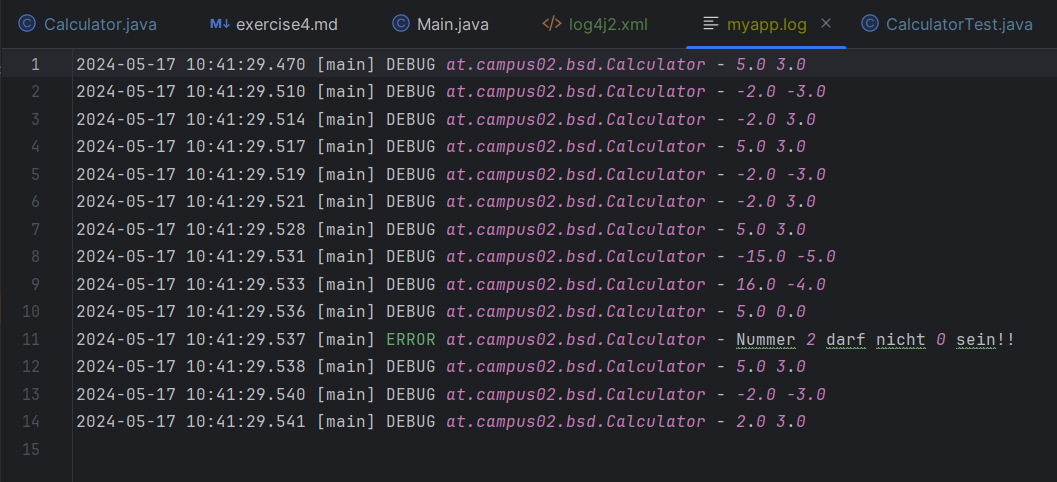 Calculator.java M↓ exercise4.md Main.java </> log4j2.xml myapp.log × CalculatorTest.java
1 2024-05-17 10:41:29.470 [main] DEBUG at.campus02.bsd.Calculator - 5.0 3.0
2 2024-05-17 10:41:29.510 [main] DEBUG at.campus02.bsd.Calculator - -2.0 -3.0
3 2024-05-17 10:41:29.514 [main] DEBUG at.campus02.bsd.Calculator - -2.0 3.0
4 2024-05-17 10:41:29.517 [main] DEBUG at.campus02.bsd.Calculator - 5.0 3.0
5 2024-05-17 10:41:29.519 [main] DEBUG at.campus02.bsd.Calculator - -2.0 -3.0
6 2024-05-17 10:41:29.521 [main] DEBUG at.campus02.bsd.Calculator - -2.0 3.0
7 2024-05-17 10:41:29.528 [main] DEBUG at.campus02.bsd.Calculator - 5.0 3.0
8 2024-05-17 10:41:29.531 [main] DEBUG at.campus02.bsd.Calculator - -15.0 -5.0
9 2024-05-17 10:41:29.533 [main] DEBUG at.campus02.bsd.Calculator - 16.0 -4.0
10 2024-05-17 10:41:29.536 [main] DEBUG at.campus02.bsd.Calculator - 5.0 0.0
11 2024-05-17 10:41:29.537 [main] ERROR at.campus02.bsd.Calculator - Nummer 2 darf nicht 0 sein!!
12 2024-05-17 10:41:29.538 [main] DEBUG at.campus02.bsd.Calculator - 5.0 3.0
13 2024-05-17 10:41:29.540 [main] DEBUG at.campus02.bsd.Calculator - -2.0 -3.0
14 2024-05-17 10:41:29.541 [main] DEBUG at.campus02.bsd.Calculator - 2.0 3.0
15